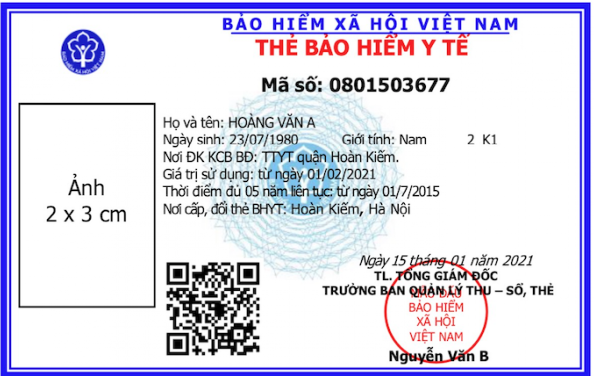 BẢO HIỂM XÃ HỘI VIỆT NAM
THẺ BẢO HIỂM Y TẾ
Mã số: 0801503677
Họ và tên: HOÀNG VĂN A
Ngày sinh: 23/07/1980 Giới tính: Nam 2 K1
Nơi ĐK KCB BĐ: TTYT quận Hoàn Kiếm.
Giá trị sử dụng: từ ngày 01/02/2021
Thời điểm đủ 05 năm liên tục: từ ngày 01/7/2015
Nơi cấp, đổi thẻ BHYT: Hoàn Kiếm, Hà Nội
Ảnh
2 x 3 cm
Ngày 15 tháng 01 năm 2021
TL. TỔNG GIÁM ĐỐC
TRƯỞNG BAN QUẢN LÝ THU – SỔ, THẺ
BẢO HIỂM
XÃ HỘI
VIỆT NAM
Nguyễn Văn B